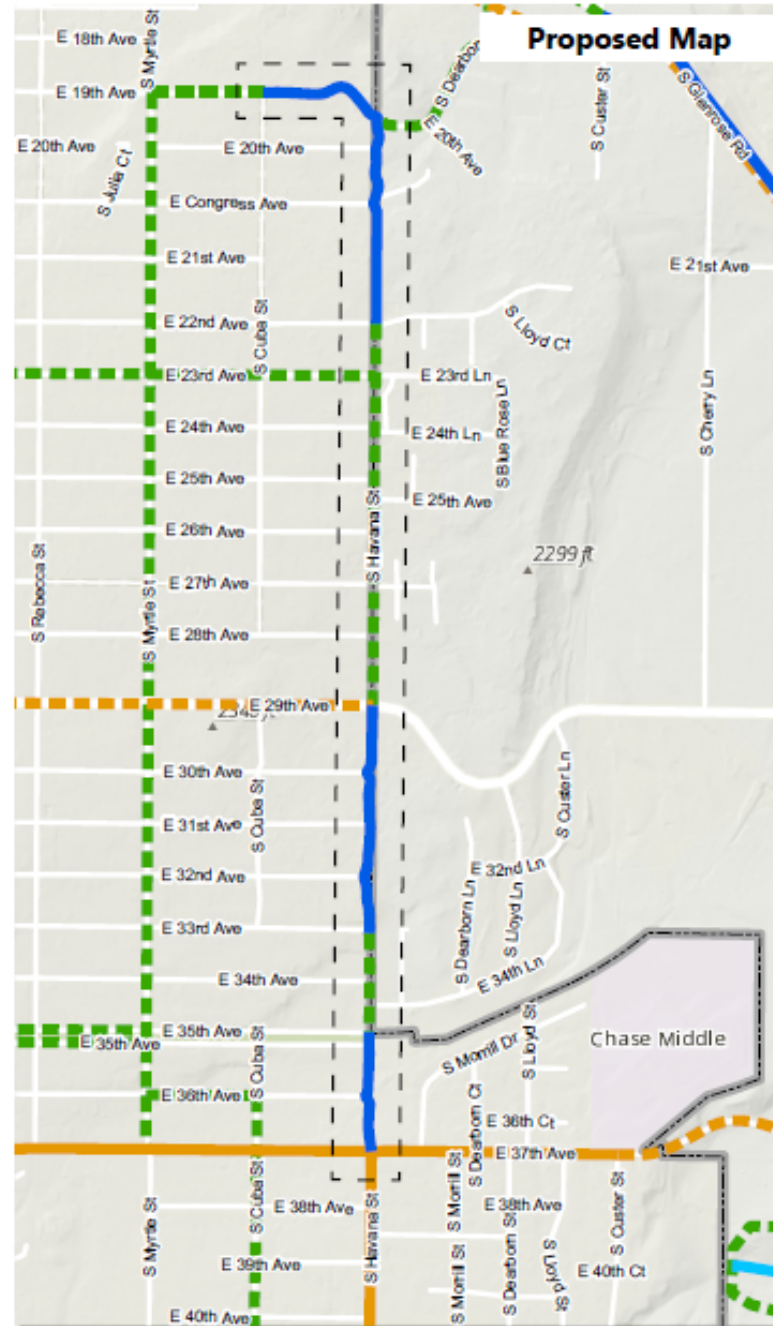 Proposed Map
E 18th Ave
S Myrtle St
E 19th Ave
S Dearbo
S Custer St
S Glenrose Rd
E 20th Ave
E 20th Ave
E 20th Ave
S Julia Ct
E Congress Ave
E 21st Ave
E 21st Ave
S Cuba St
E 22nd Ave
S Lloyd Ct
E 23rd Ave
E 23rd Ln
S Cherry Ln
E 24th Ave
E 24th Ln
S Blue Rose Ln
E 25th Ave
E 25th Ave
S Havana St
E 26th Ave
2299 ft
S Rebecca St
S Myrtle St
E 27th Ave
E 28th Ave
E 29th Ave
E 30th Ave
S Cuba St
S Custer Ln
E 31st Ave
E 32nd Ave
E 32nd Ln
S Dearborn Ln
S Lloyd Ln
E 33rd Ave
E 34th Ave
E 34th Ln
E 35th Ave
E 35th Ave
S Cuba St
S Morrill Dr
S Lloyd St
Chase Middle
E 36th Ave
S Dearborn Ct
E 36th Ct
E 37th Ave
S Myrtle St
S Cuba St
E 38th Ave
S Havana St
S Morrill St
E 38th Ave
S Custer St
E 39th Ave
S Morrill St
S Dearborn St
S Lloyd
E 40th Ct
E 40th Ave